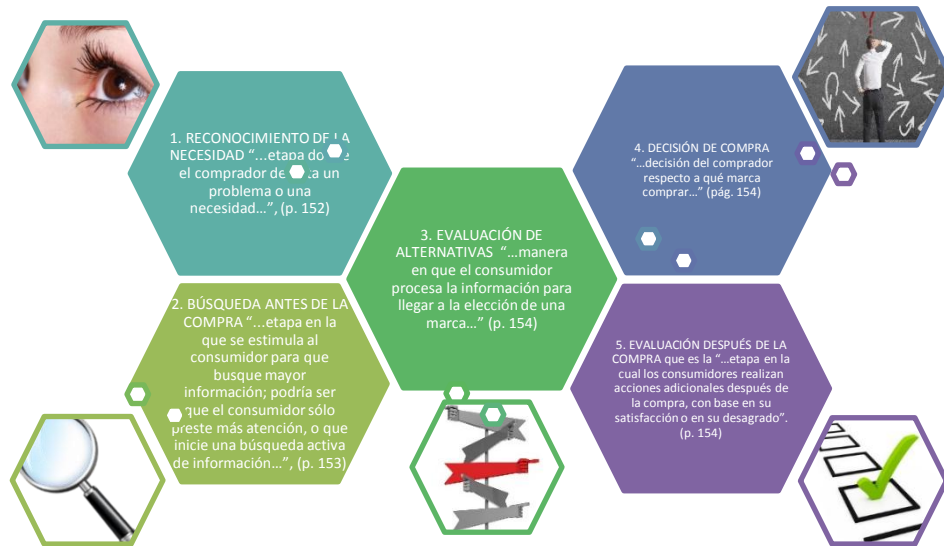 1. RECONOCIMIENTO DE LA
NECESIDAD “...etapa
el comprador un
problema o una
necesidad...”, (p. 152)
2. BÚSQUEDA ANTES DE LA
COMPRA “...etapa en la
que se estimula al
consumidor para que
busque mayor
información; podría ser
que el consumidor sólo
preste más atención, o que
inicie una búsqueda activa
de información...”, (p. 153)
3. EVALUACIÓN DE
ALTERNATIVAS “...manera
en que el consumidor
procesa la información para
llegar a la elección de una
marca...” (p. 154)
4. DECISIÓN DE COMPRA
“...decisión del comprador
respecto a qué marca
comprar...” (pág. 154)
5. EVALUACIÓN DESPUÉS DE LA
COMPRA que es la “...etapa en la
cual los consumidores realizan
acciones adicionales después de
la compra, con base en su
satisfacción o en su desagrado”.
(p. 154)